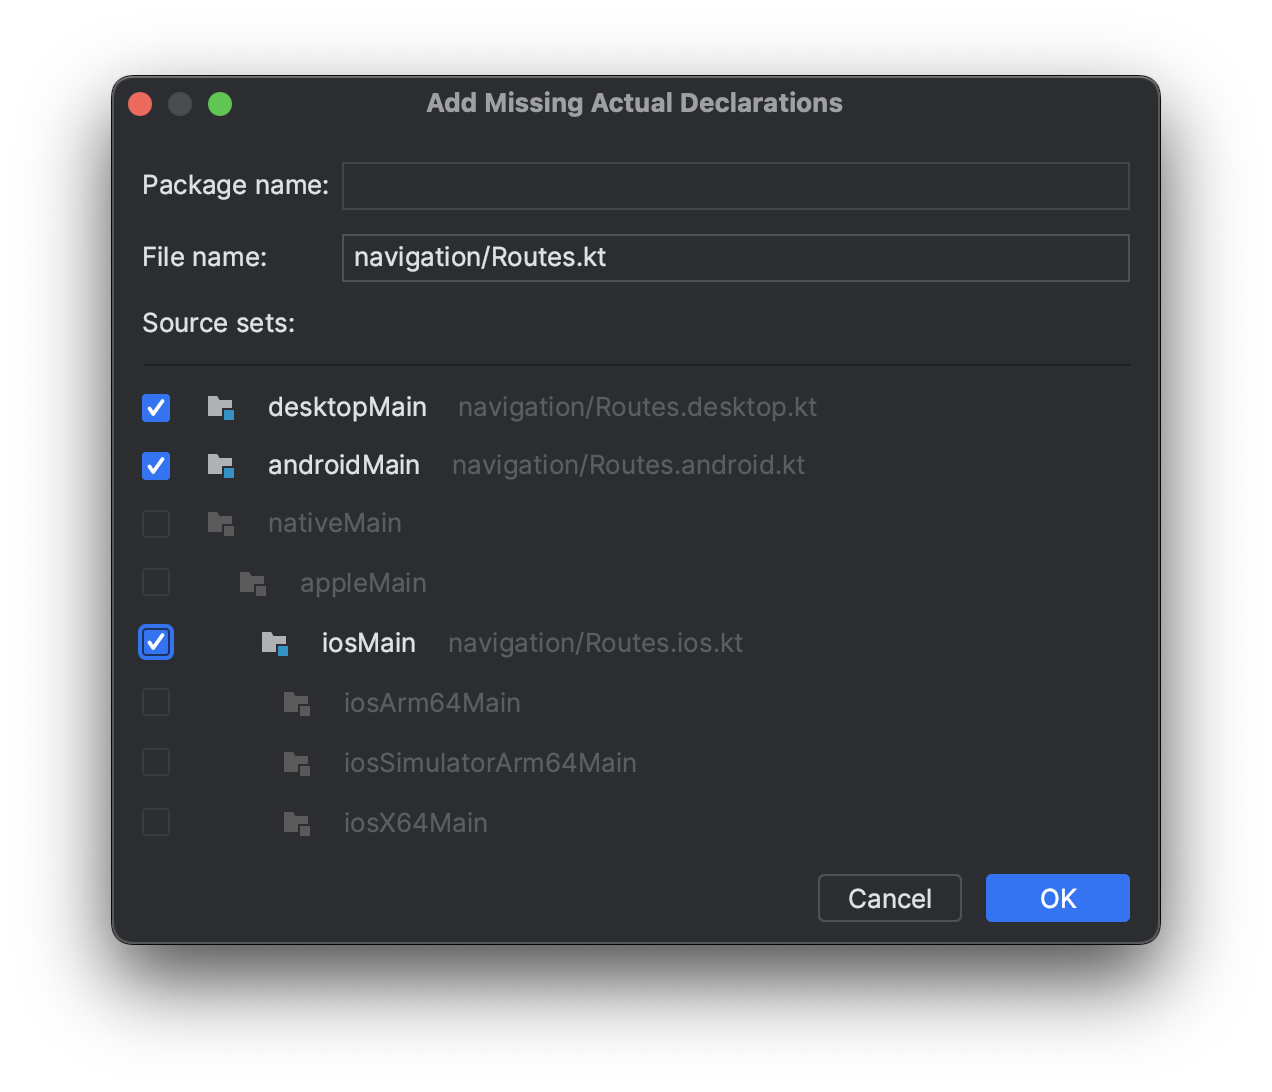 Add Missing Actual Declarations
Package name:
File name: navigation/Routes.kt
Source sets:
desktopMain navigation/Routes.desktop.kt
androidMain navigation/Routes.android.kt
nativeMain
appleMain
iosMain navigation/Routes.ios.kt
iosArm64Main
iosSimulatorArm64Main
iosX64Main
Cancel OK